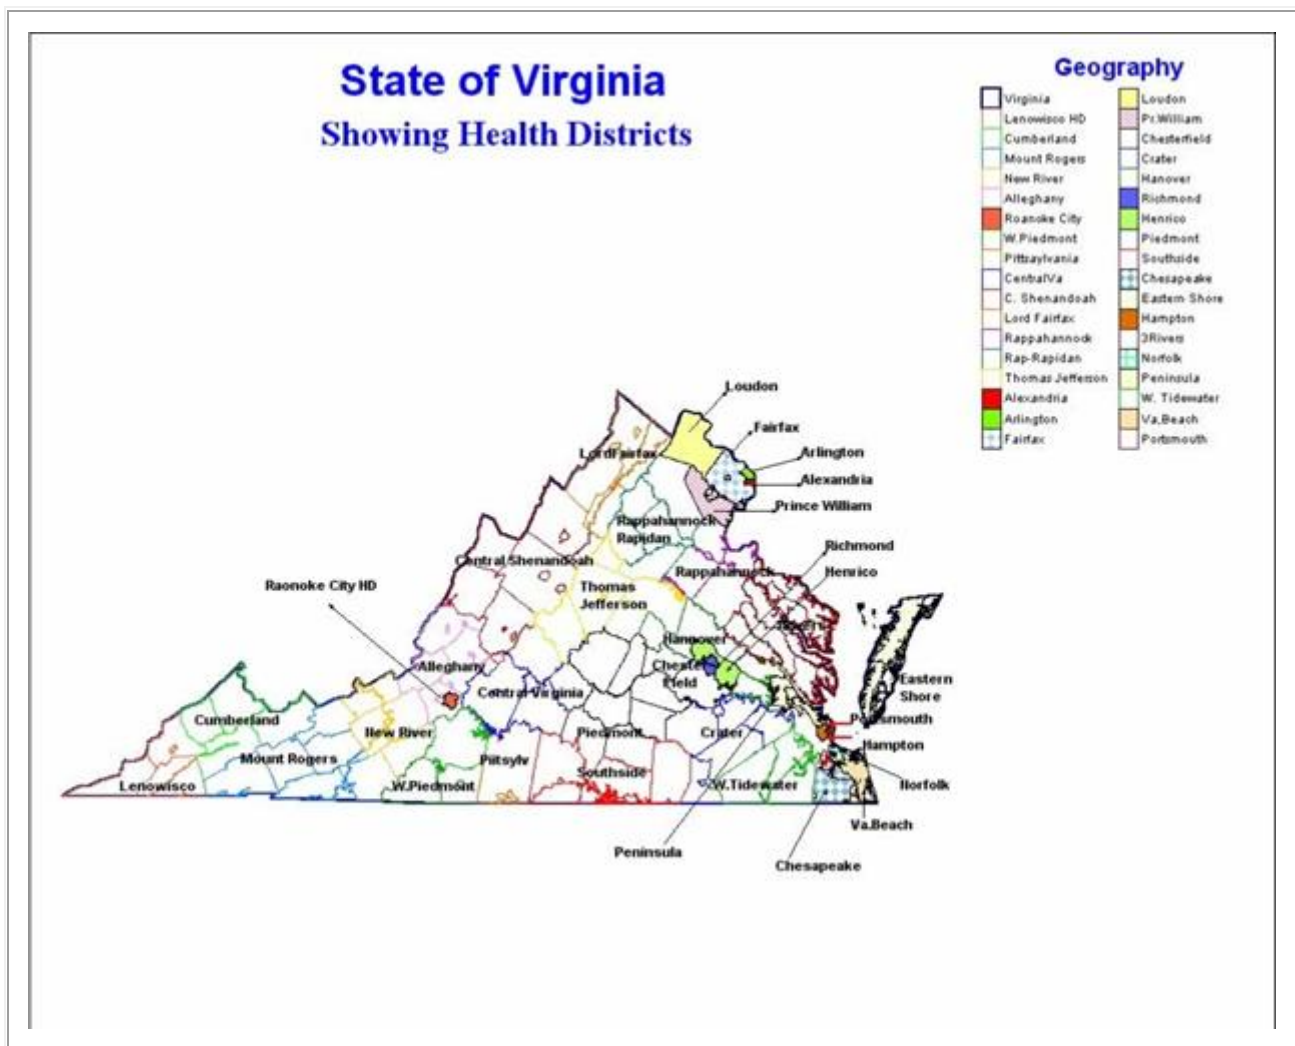 State of Virginia
Showing Health Districts
Geography
Virginia
Lenowisco HD
Cumberland
Mount Rogers
New River
Alleghany
Roanoke City
W.Piedmont
Pittsylvania
CentralVa
C. Shenandoah
Lord Fairfax
Rappahannock
Rap-Rapidan
Thomas Jefferson
Alexandria
Arlington
Fairfax
Loudon
Pr.William
Chesterfield
Crater
Hanover
Richmond
Henrico
Piedmont
Southside
Chesapeake
Eastern Shore
Hampton
3Rivers
Norfolk
Peninsula
W. Tidewater
Va.Beach
Portsmouth
Loudon
Fairfax
LordFairfax
Arlington
Alexandria
Prince William
Rappahannock
Rapidan
Richmond
Central Shenandoah
Rappahannock
Henrico
Raonoke City HD
Thomas
Jefferson
Hannover
Alleghany
Chester
Field
Eastern
Shore
Central Virginia
Cumberland
Portsmouth
New River
Piedmont
Crater
Hampton
Mount Rogers
Piitsylv
Southside
Lenowisco
W.Piedmont
W.Tidewater
Norfolk
Va.Beach
Peninsula
Chesapeake